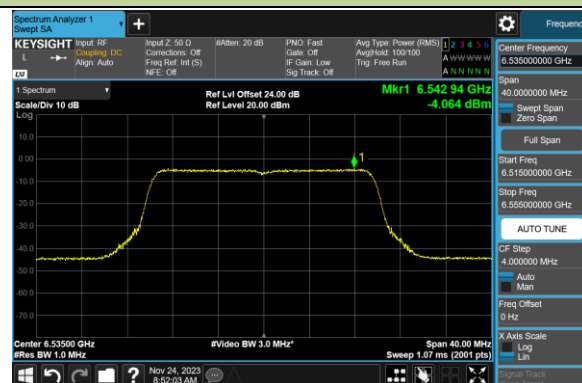 Spectrum Analyzer 1
Swept SA
+
Frequenc
KEYSIGHT
Input: RF
Coupling: DC
Align: Auto
Input Z: 50 Ω
Corrections: Off
Freq Ref: Int (S)
NFE: Off
#Atten: 20 dB
PNO: Fast
Gate: Off
IF Gain: Low
Sig Track: Off
Avg Type: Power (RMS)
Avg|Hold: 100/100
Trig: Free Run
1 2 3 4 5 6
A W W W W W
A N N N N N
L
LXI
1 Spectrum
Scale/Div 10 dB
Log
Ref Lvl Offset 24.00 dB
Ref Level 20.00 dBm
Mkr1 6.542 94 GHz
-4.064 dBm
10.0
0.00
-10.0
-20.0
-30.0
-40.0
-50.0
-60.0
-70.0
1
Center 6.53500 GHz
#Res BW 1.0 MHz
#Video BW 3.0 MHz*
Span 40.00 MHz
Sweep 1.07 ms (2001 pts)
Center Frequency
6.535000000 GHz
Span
40.0000000 MHz
Swept Span
Zero Span
Full Span
Start Freq
6.515000000 GHz
Stop Freq
6.555000000 GHz
AUTO TUNE
CF Step
4.000000 MHz
Auto
Man
Freq Offset
0 Hz
X Axis Scale
Log
Lin
Signal Track
Nov 24, 2023
8:52:03 AM
?